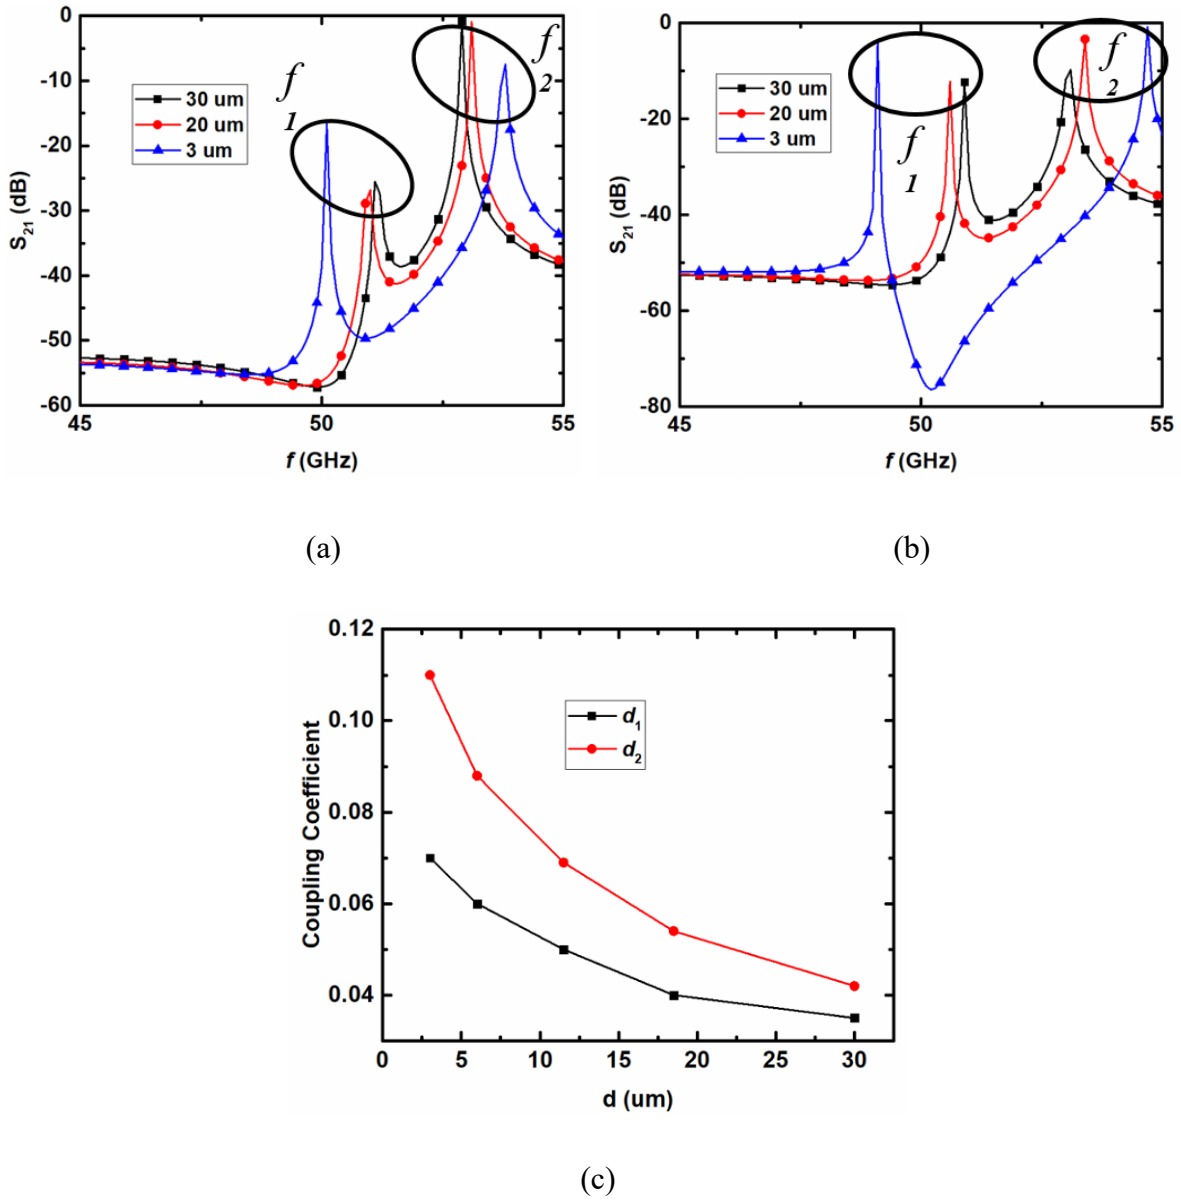 0
-10
-20
-30
-40
-50
-60
S21 (dB)
45
50
55
f (GHz)
30 um
20 um
3 um
f
1
f
2
(a)
0
-20
-40
-60
-80
S21 (dB)
45
50
55
f (GHz)
30 um
20 um
3 um
f
1
f
2
(b)
0.12
0.10
0.08
0.06
0.04
Coupling Coefficient
0
5
10
15
20
25
30
d (um)
d1
d2
(c)